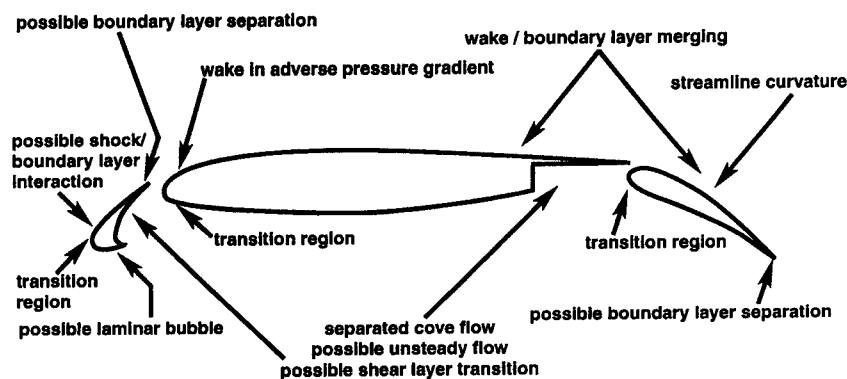 possible boundary layer separation
wake / boundary layer merging
wake in adverse pressure gradient
streamline curvature
possible shock/
boundary layer
interaction
transition region
transition region
transition
region
possible laminar bubble
possible boundary layer separation
separated cove flow
possible unsteady flow
possible shear layer transition